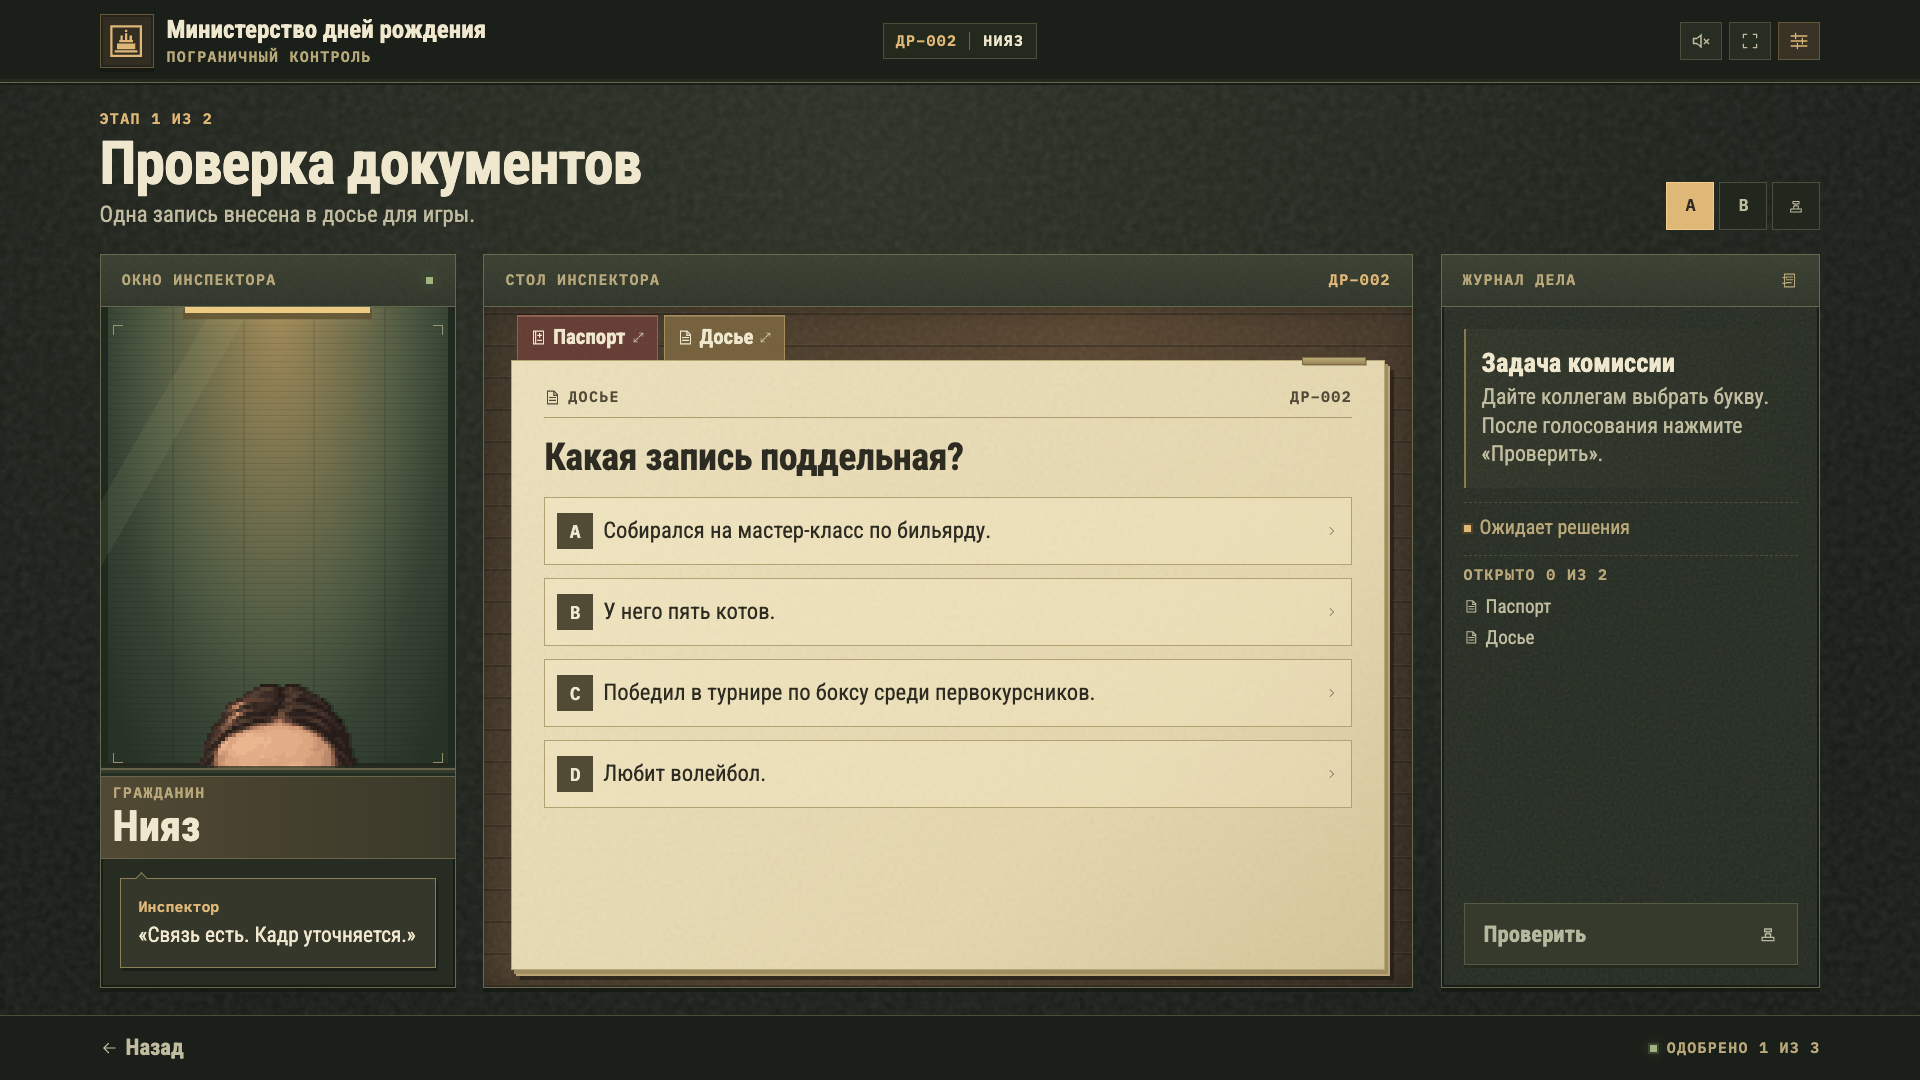 Министерство дней рождения
ПОГРАНИЧНЫЙ КОНТРОЛЬ
ДР-002 НИЯЗ
ЭТАП 1 ИЗ 2
Проверка документов
Одна запись внесена в досье для игры.
A B
ОКНО ИНСПЕКТОРА
ГРАЖДАНИН
Нияз
Инспектор
«Связь есть. Кадр уточняется.»
СТОЛ ИНСПЕКТОРА ДР-002
Паспорт Досье
ДОСЬЕ ДР-002
Какая запись поддельная?
A Собирался на мастер-класс по бильярду.
B У него пять котов.
C Победил в турнире по боксу среди первокурсников.
D Любит волейбол.
ЖУРНАЛ ДЕЛА
Задача комиссии
Дайте коллегам выбрать букву.
После голосования нажмите
«Проверить».
Ожидает решения
ОТКРЫТО 0 ИЗ 2
Паспорт
Досье
Проверить
Назад
ОДОБРЕНО 1 ИЗ 3